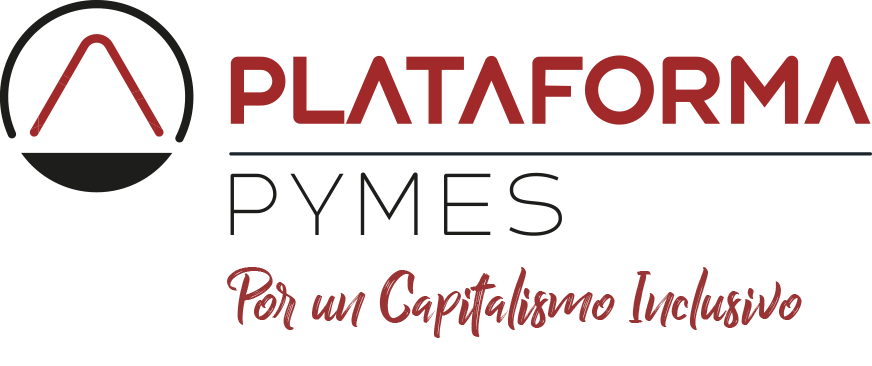 PLATAFORMA
PYMES
Por un Capitalismo Inclusivo